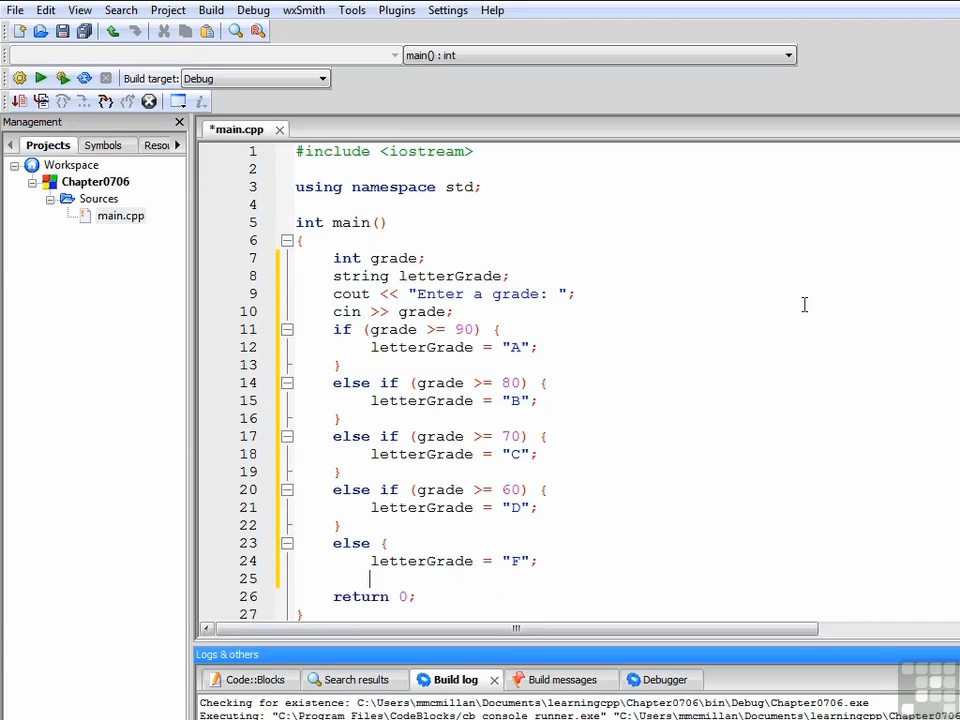 File Edit View Search Project Build Debug wxSmith Tools Plugins Settings Help
main() : int
Build target: Debug
Management
Projects Symbols Resou
*main.cpp
Workspace
Chapter0706
Sources
main.cpp
1 #include <iostream>
2
3 using namespace std;
4
5 int main()
6 {
7 int grade;
8 string letterGrade;
9 cout << "Enter a grade: ";
10 cin >> grade;
11 if (grade >= 90) {
12 letterGrade = "A";
13 }
14 else if (grade >= 80) {
15 letterGrade = "B";
16 }
17 else if (grade >= 70) {
18 letterGrade = "C";
19 }
20 else if (grade >= 60) {
21 letterGrade = "D";
22 }
23 else {
24 letterGrade = "F";
25
26 return 0;
27 }
Logs & others
Code::Blocks Search results Build log Build messages Debugger
Checking for existence: C:\Users\mmcmillan\Documents\learningcpp\Chapter0706\bin\Debug\Chapter0706.exe
Executing: "C:\Program Files\CodeBlocks/cb_console_runner.exe" "C:\Users\mmcmillan\Documents\learningcpp\Chapter0706